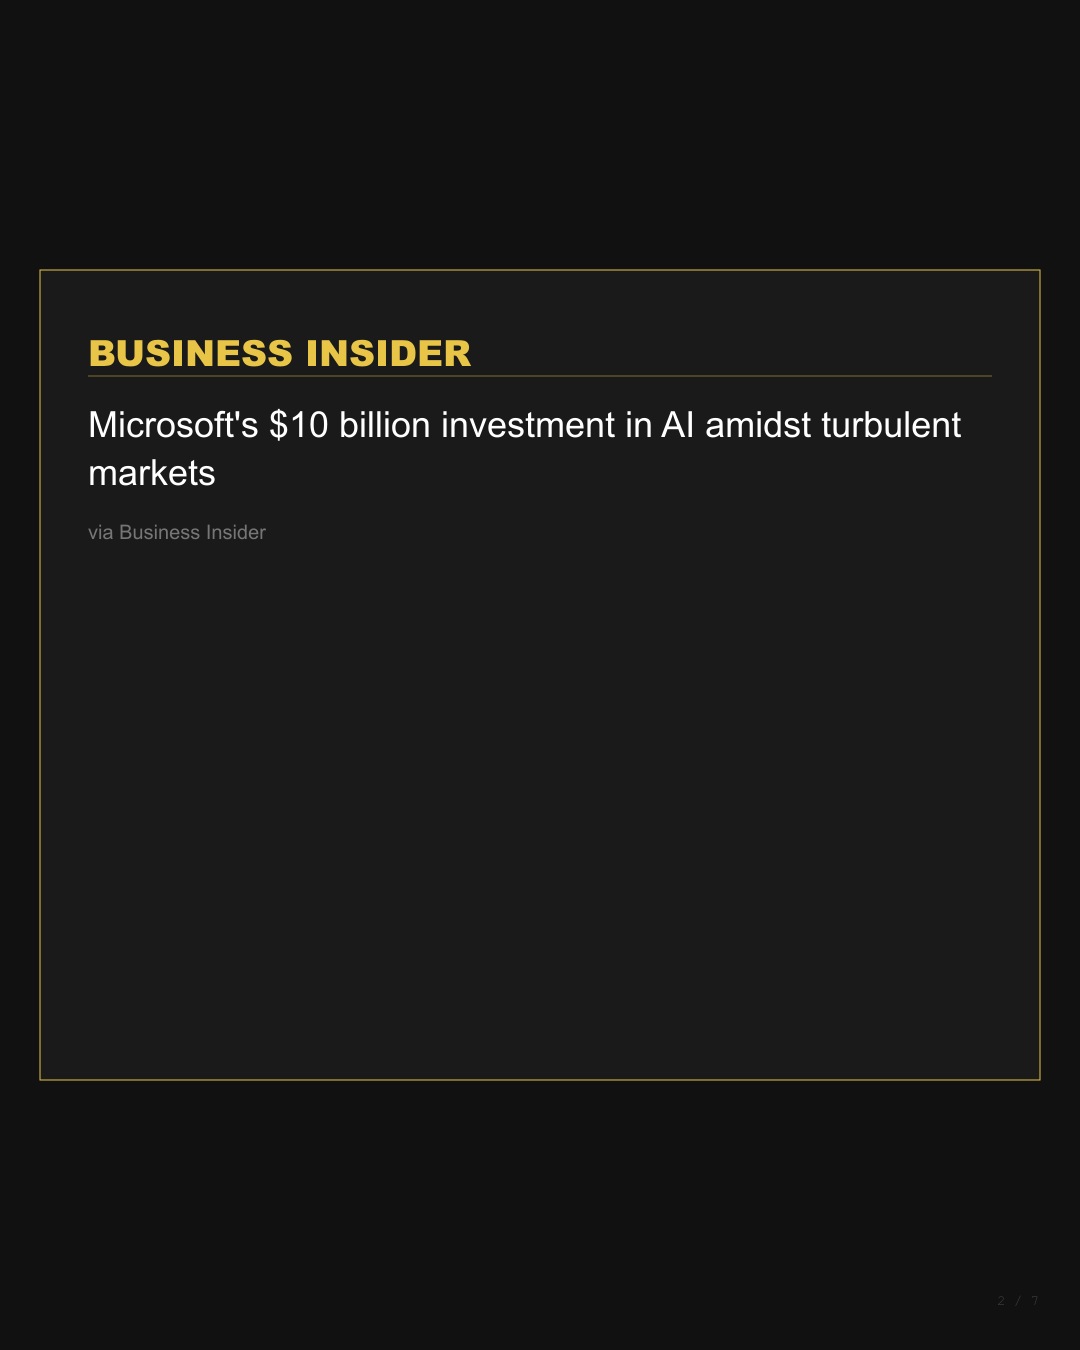 BUSINESS INSIDER
Microsoft's $10 billion investment in AI amidst turbulent
markets
via Business Insider
2 / 7